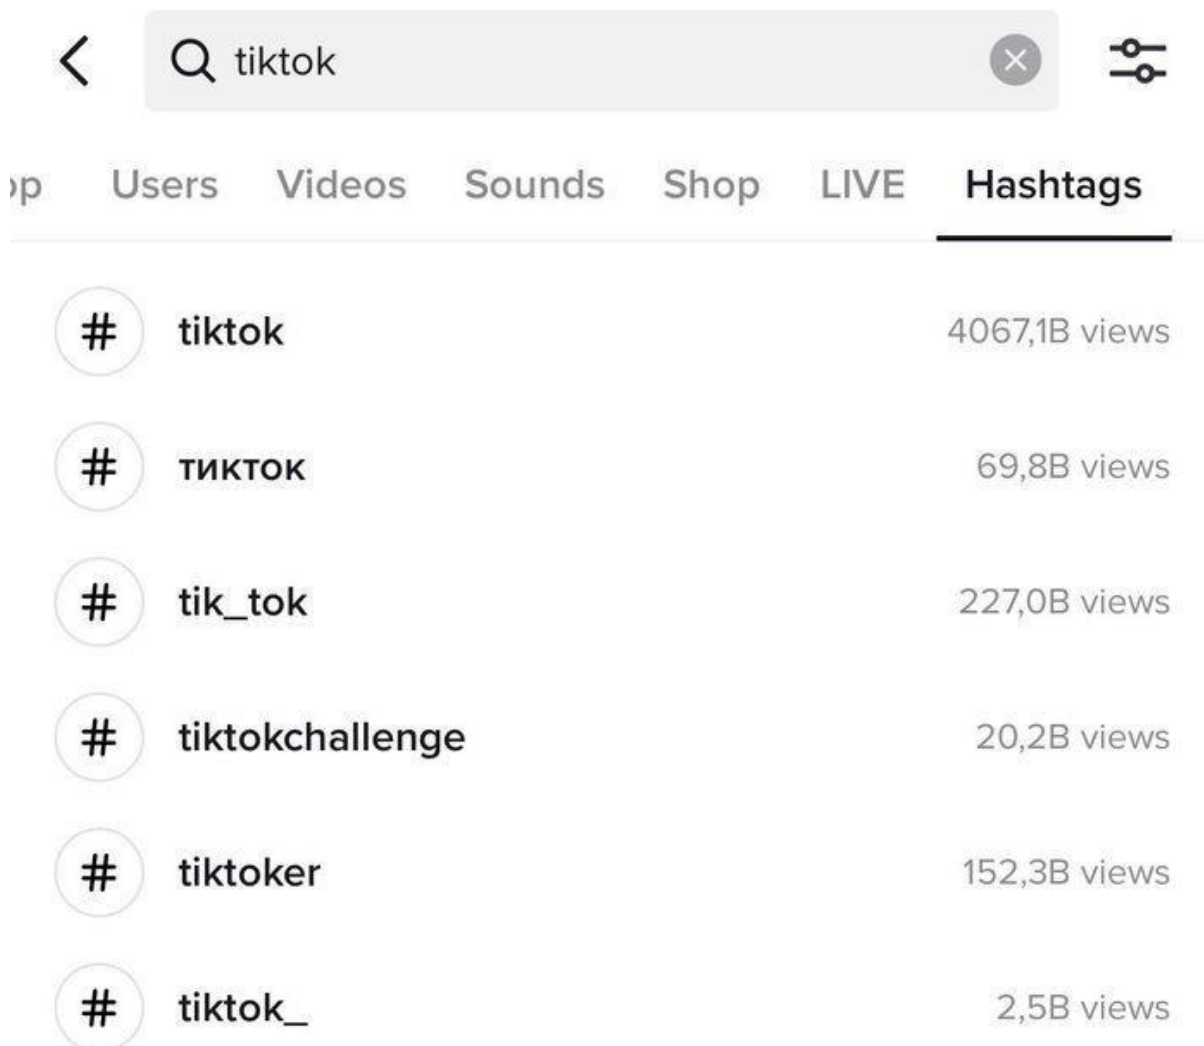 tiktok
op Users Videos Sounds Shop LIVE Hashtags
# tiktok 4067,1B views
# тикток 69,8B views
# tik_tok 227,0B views
# tiktokchallenge 20,2B views
# tiktoker 152,3B views
# tiktok_ 2,5B views